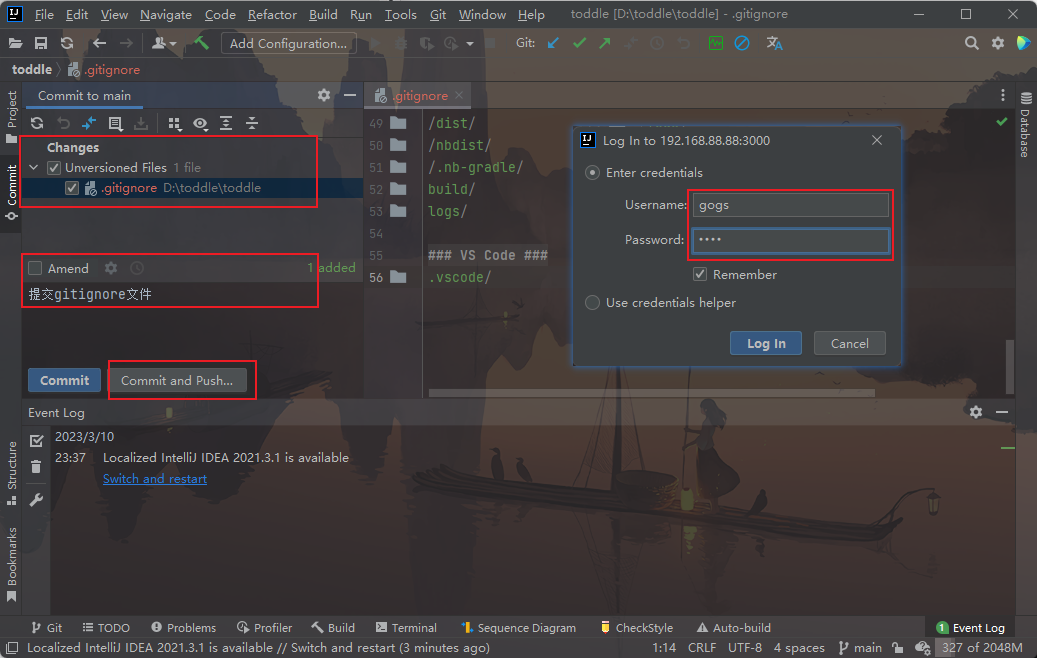 File Edit View Navigate Code Refactor Build Run Tools Git Window Help toddle [D:\toddle\toddle] - .gitignore
Add Configuration... Git:
toddle .gitignore
Project
Commit
Structure
Bookmarks
Commit to main
Changes
Unversioned Files 1 file
.gitignore D:\toddle\toddle
Amend 1 added
提交gitignore文件
Commit Commit and Push...
.gitignore
49 /dist/
50 /nbdist/
51 /.nb-gradle/
52 build/
53 logs/
54
55 ### VS Code ###
56 .vscode/
Database
Log In to 192.168.88.88:3000
Enter credentials
Username: gogs
Password: ••••
Remember
Use credentials helper
Log In Cancel
Event Log
2023/3/10
23:37 Localized IntelliJ IDEA 2021.3.1 is available
Switch and restart
Git TODO Problems Profiler Build Terminal Sequence Diagram CheckStyle Auto-build 1 Event Log
Localized IntelliJ IDEA 2021.3.1 is available // Switch and restart (3 minutes ago) 1:14 CRLF UTF-8 4 spaces main 327 of 2048M